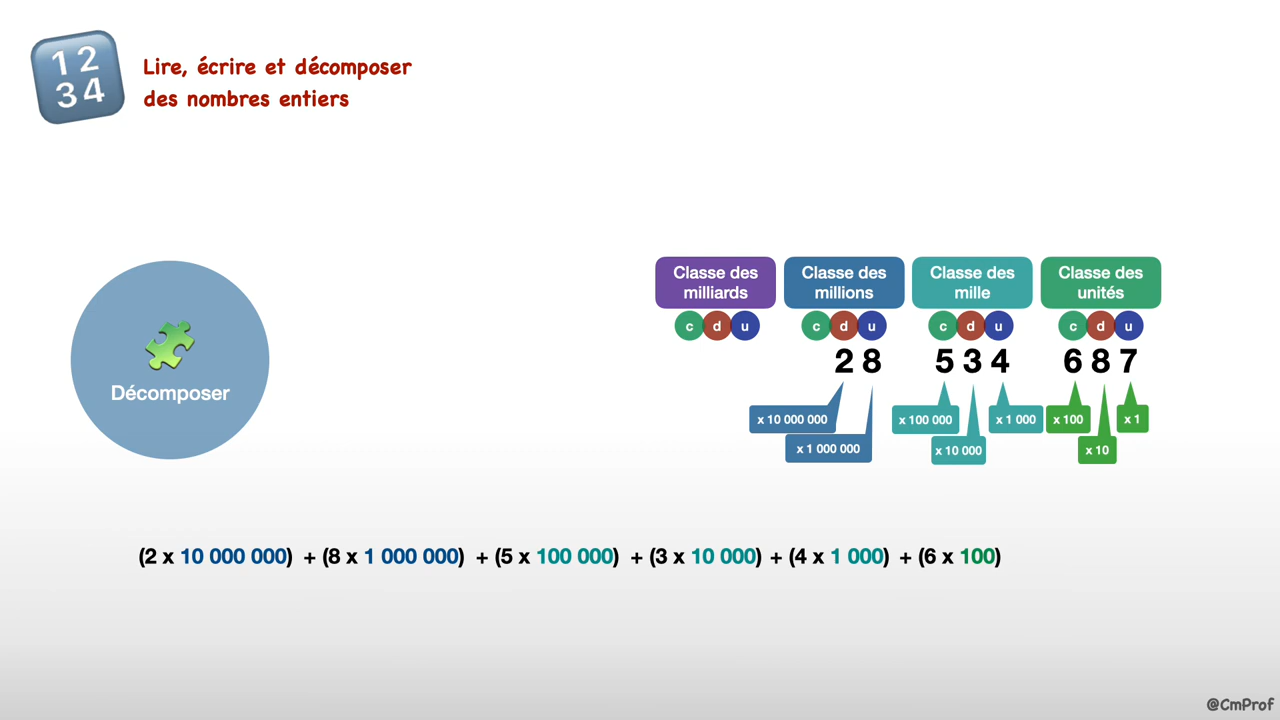 1 2
3 4
Lire, écrire et décomposer
des nombres entiers
Décomposer
Classe des milliards
Classe des millions
Classe des mille
Classe des unités
c d u c d u c d u c d u
2 8 5 3 4 6 8 7
x 10 000 000 x 100 000 x 1 000 x 100 x 1
x 1 000 000 x 10 000 x 10
(2 x 10 000 000) + (8 x 1 000 000) + (5 x 100 000) + (3 x 10 000) + (4 x 1 000) + (6 x 100)
@CmProf